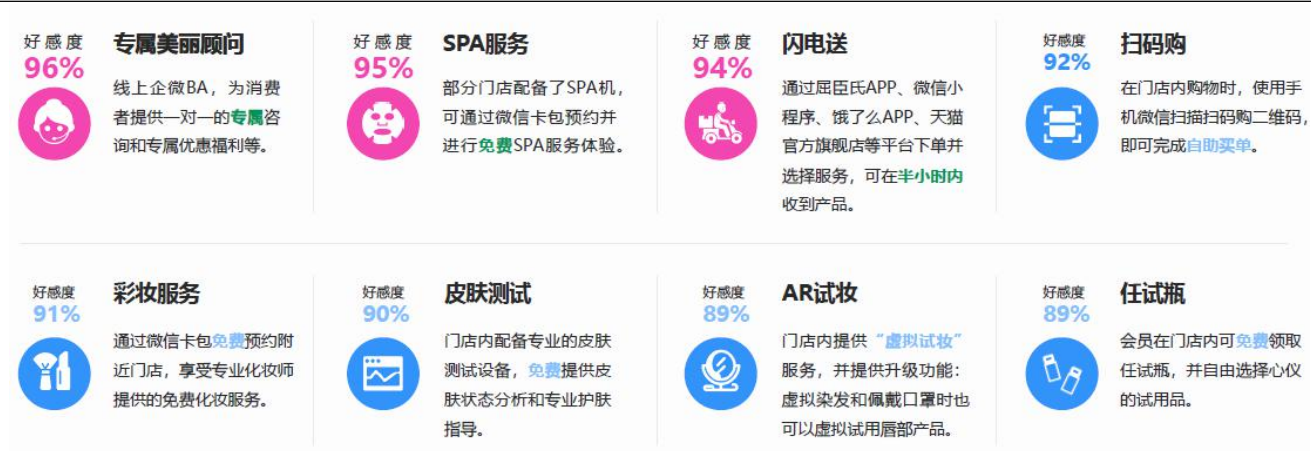 好感度
96%
专属美丽顾问
线上企微BA，为消费
者提供一对一的专属咨
询和专属优惠福利等。
好感度
95%
SPA服务
部分门店配备了SPA机，
可通过微信卡包预约并
进行免费SPA服务体验。
好感度
94%
闪电送
通过屈臣氏APP、微信小
程序、饿了么APP、天猫
官方旗舰店等平台下单并
选择服务，可在半小时内
收到产品。
好感度
92%
扫码购
在门店内购物时，使用手
机微信扫描扫码购二维码，
即可完成自助买单。
好感度
91%
彩妆服务
通过微信卡包免费预约附
近门店，享受专业化妆师
提供的免费化妆服务。
好感度
90%
皮肤测试
门店内配备专业的皮肤
测试设备，免费提供皮
肤状态分析和专业护肤
指导。
好感度
89%
AR试妆
门店内提供“虚拟试妆”
服务，并提供升级功能：
虚拟染发和佩戴口罩时也
可以虚拟试用唇部产品。
好感度
89%
任试瓶
会员在门店内可免费领取
任试瓶，并自由选择心仪
的试用品。